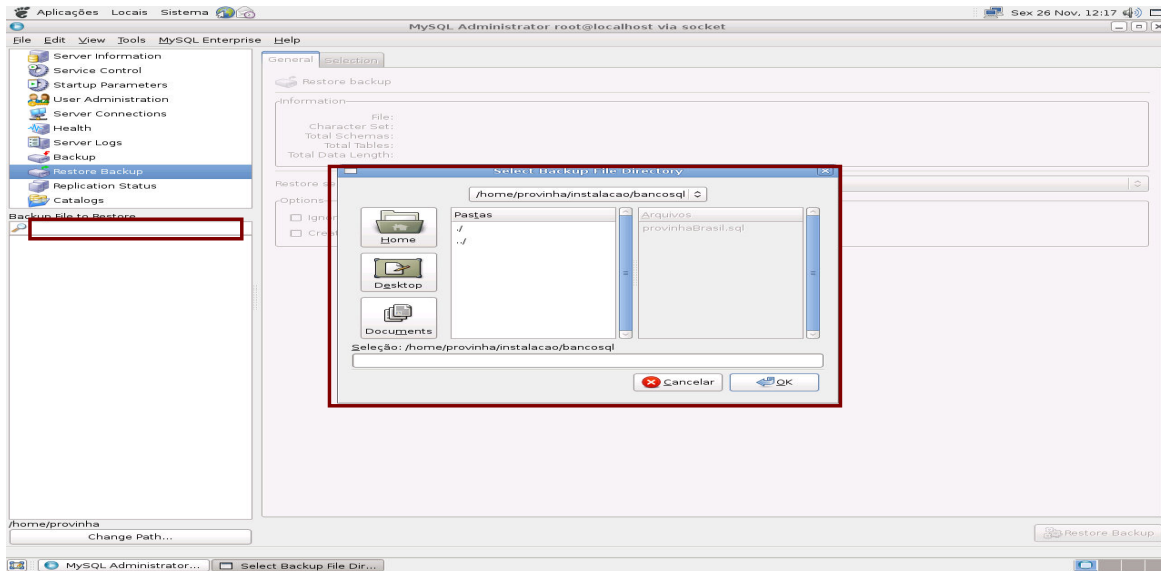 Aplicações Locais Sistema Sex 26 Nov, 12:17
MySQL Administrator root@localhost via socket
File Edit View Tools MySQL Enterprise Help
Server Information
Service Control
Startup Parameters
User Administration
Server Connections
Health
Server Logs
Backup
Restore Backup
Replication Status
Catalogs
Backup File to Restore
/home/provinha
Change Path...
General Selection
Restore backup
Information
File:
Character Set:
Total Schemas:
Total Tables:
Total Data Length:
Restore
Options
Select Backup File Directory
/home/provinha/instalacao/bancosql
Home
Desktop
Documents
Pastas
./
../
Arquivos
provinhaBrasil.sql
Seleção: /home/provinha/instalacao/bancosql
Cancelar OK
Restore Backup
MySQL Administrator... Select Backup File Dir...